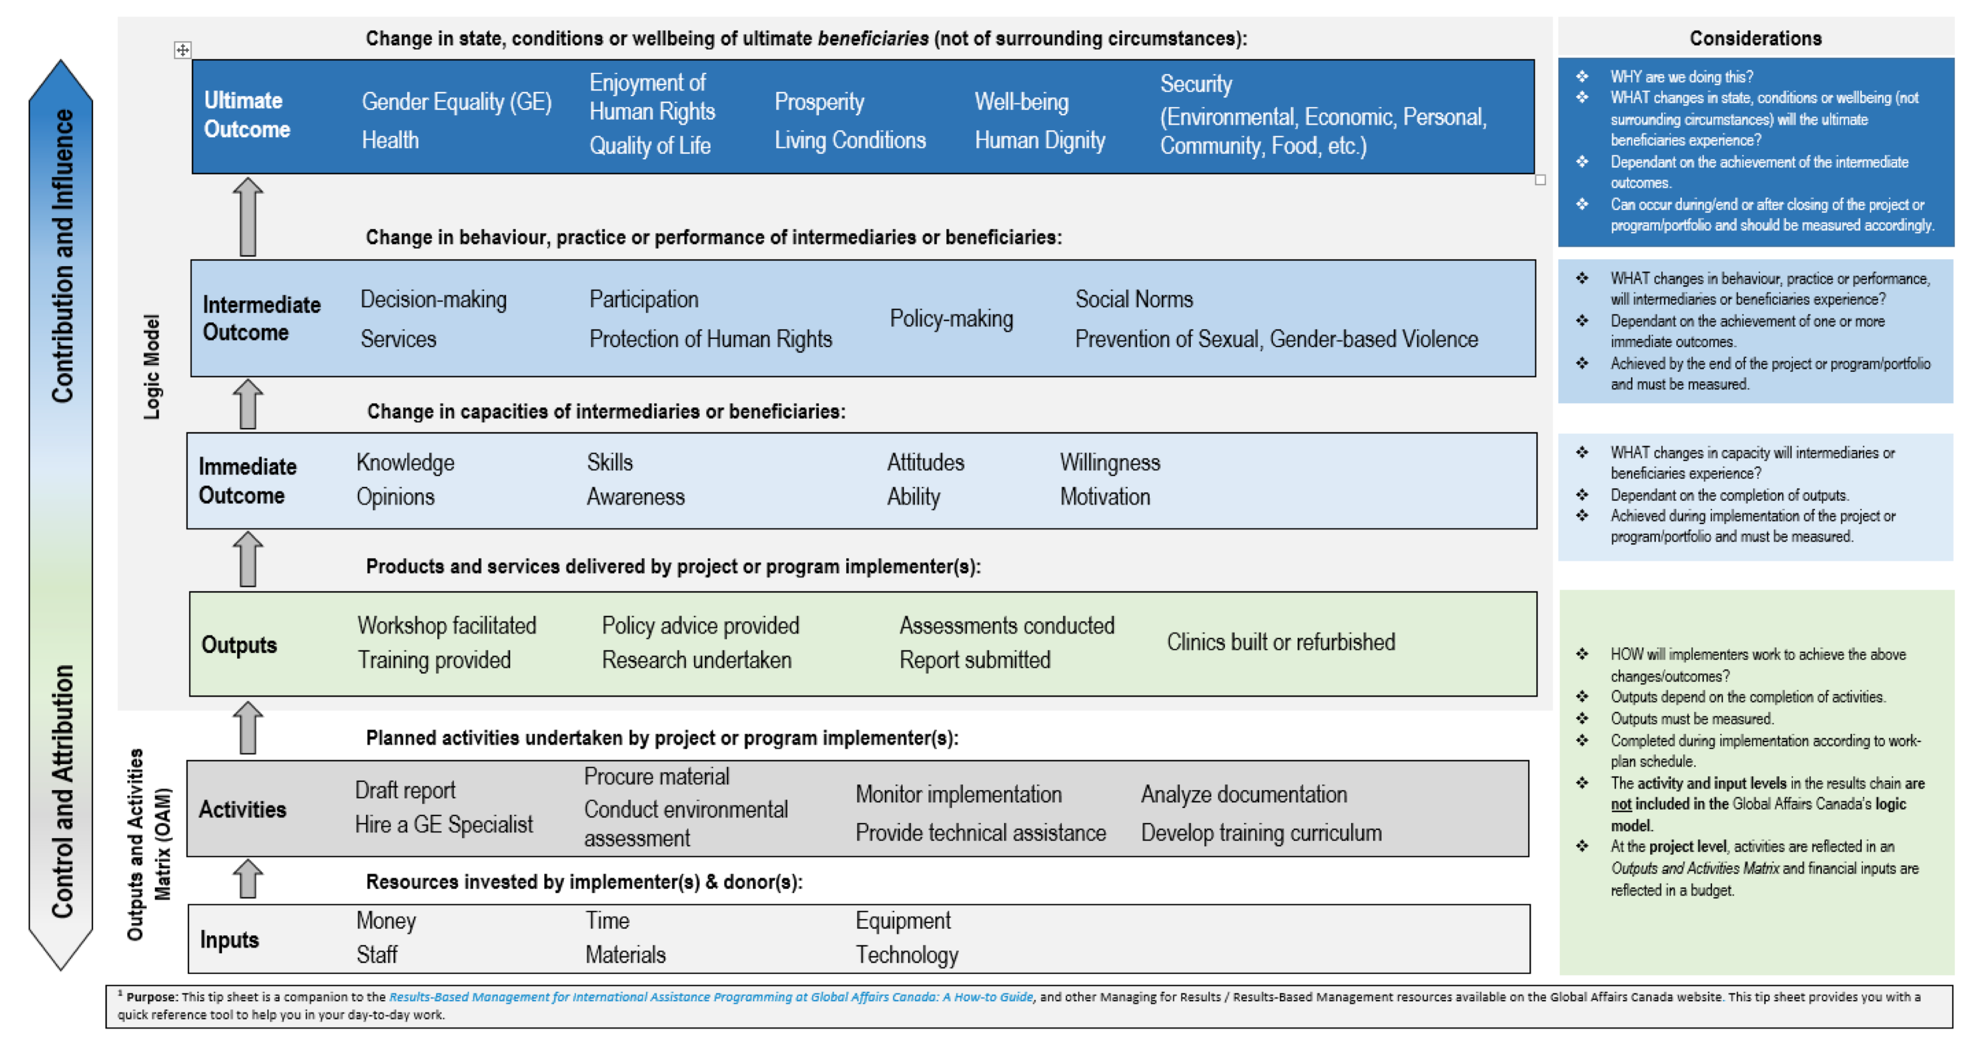 Change in state, conditions or wellbeing of ultimate beneficiaries (not of surrounding circumstances):
Considerations
Contribution and Influence
Control and Attribution
Logic Model
Outputs and Activities
Matrix (OAM)
Ultimate
Outcome
Gender Equality (GE)
Health
Enjoyment of
Human Rights
Quality of Life
Prosperity
Living Conditions
Well-being
Human Dignity
Security
(Environmental, Economic, Personal,
Community, Food, etc.)
❖ WHY are we doing this?
❖ WHAT changes in state, conditions or wellbeing (not
surrounding circumstances) will the ultimate
beneficiaries experience?
❖ Dependant on the achievement of the intermediate
outcomes.
❖ Can occur during/end or after closing of the project or
program/portfolio and should be measured accordingly.
Change in behaviour, practice or performance of intermediaries or beneficiaries:
Intermediate
Outcome
Decision-making
Services
Participation
Protection of Human Rights
Policy-making
Social Norms
Prevention of Sexual, Gender-based Violence
❖ WHAT changes in behaviour, practice or performance,
will intermediaries or beneficiaries experience?
❖ Dependant on the achievement of one or more
immediate outcomes.
❖ Achieved by the end of the project or program/portfolio
and must be measured.
Change in capacities of intermediaries or beneficiaries:
Immediate
Outcome
Knowledge
Opinions
Skills
Awareness
Attitudes
Ability
Willingness
Motivation
❖ WHAT changes in capacity will intermediaries or
beneficiaries experience?
❖ Dependant on the completion of outputs.
❖ Achieved during implementation of the project or
program/portfolio and must be measured.
Products and services delivered by project or program implementer(s):
Outputs
Workshop facilitated
Training provided
Policy advice provided
Research undertaken
Assessments conducted
Report submitted
Clinics built or refurbished
❖ HOW will implementers work to achieve the above
changes/outcomes?
❖ Outputs depend on the completion of activities.
❖ Outputs must be measured.
❖ Completed during implementation according to work-
plan schedule.
❖ The activity and input levels in the results chain are
not included in the Global Affairs Canada's logic
model.
❖ At the project level, activities are reflected in an
Outputs and Activities Matrix and financial inputs are
reflected in a budget.
Planned activities undertaken by project or program implementer(s):
Activities
Draft report
Hire a GE Specialist
Procure material
Conduct environmental
assessment
Monitor implementation
Provide technical assistance
Analyze documentation
Develop training curriculum
Resources invested by implementer(s) & donor(s):
Inputs
Money
Staff
Time
Materials
Equipment
Technology
1 Purpose: This tip sheet is a companion to the Results-Based Management for International Assistance Programming at Global Affairs Canada: A How-to Guide, and other Managing for Results / Results-Based Management resources available on the Global Affairs Canada website. This tip sheet provides you with a
quick reference tool to help you in your day-to-day work.